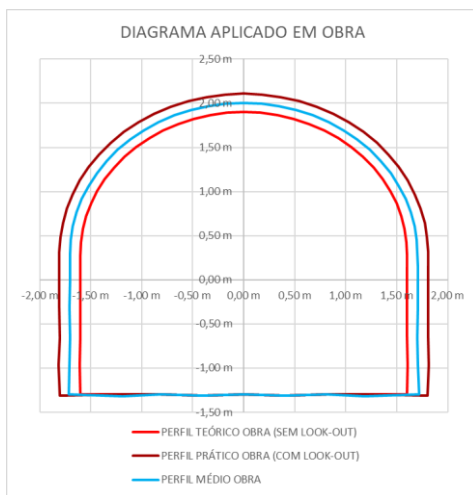 DIAGRAMA APLICADO EM OBRA
2,50 m
2,00 m
1,50 m
1,00 m
0,50 m
0,00 m
-2,00 m -1,50 m -1,00 m -0,50 m 0,00 m 0,50 m 1,00 m 1,50 m 2,00 m
-0,50 m
-1,00 m
-1,50 m
PERFIL TEÓRICO OBRA (SEM LOOK-OUT)
PERFIL PRÁTICO OBRA (COM LOOK-OUT)
PERFIL MÉDIO OBRA